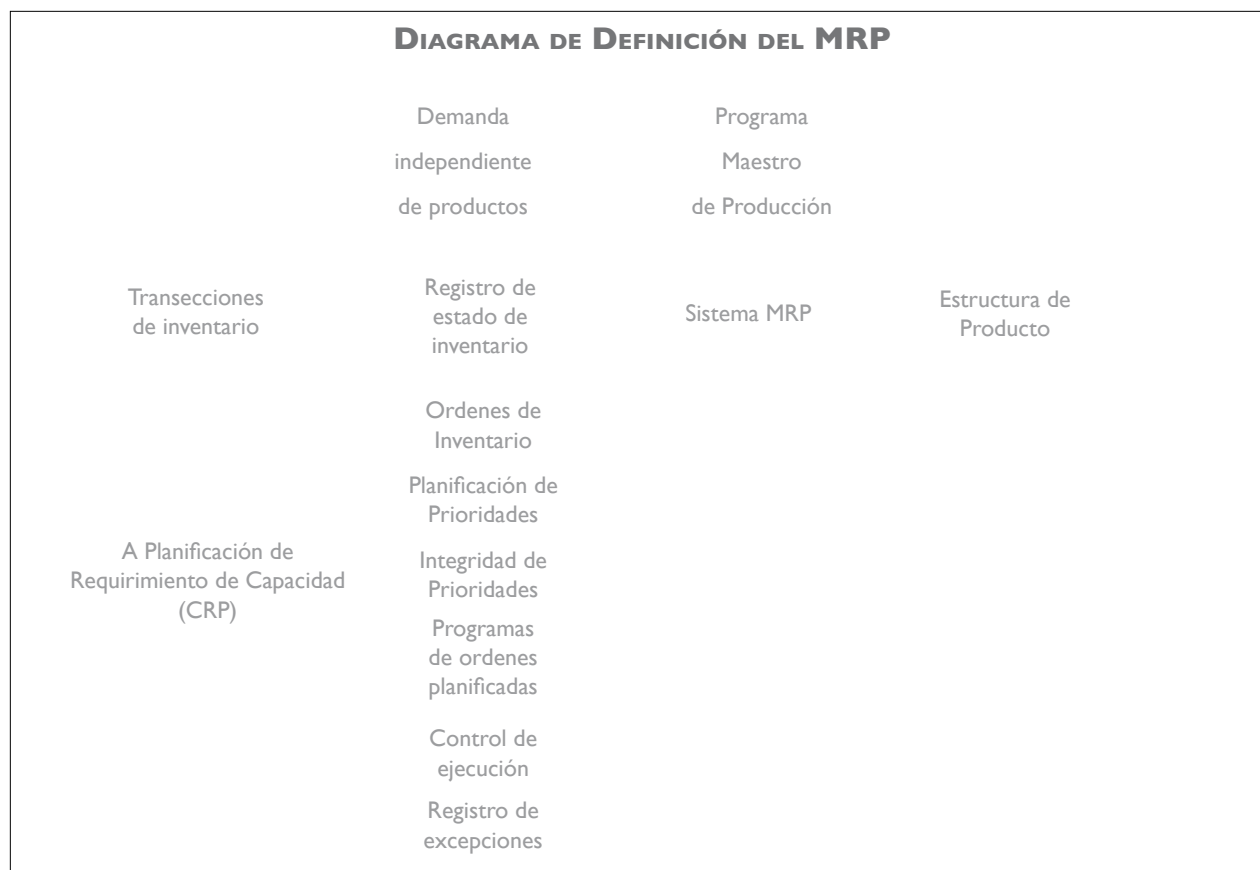 DIAGRAMA DE DEFINICIÓN DEL MRP
Demanda
independiente
de productos
Programa
Maestro
de Producción
Transecciones
de inventario
Registro de
estado de
inventario
Sistema MRP
Estructura de
Producto
Ordenes de
Inventario
Planificación de
Prioridades
A Planificación de
Requirimiento de Capacidad
(CRP)
Integridad de
Prioridades
Programas
de ordenes
planificadas
Control de
ejecución
Registro de
excepciones